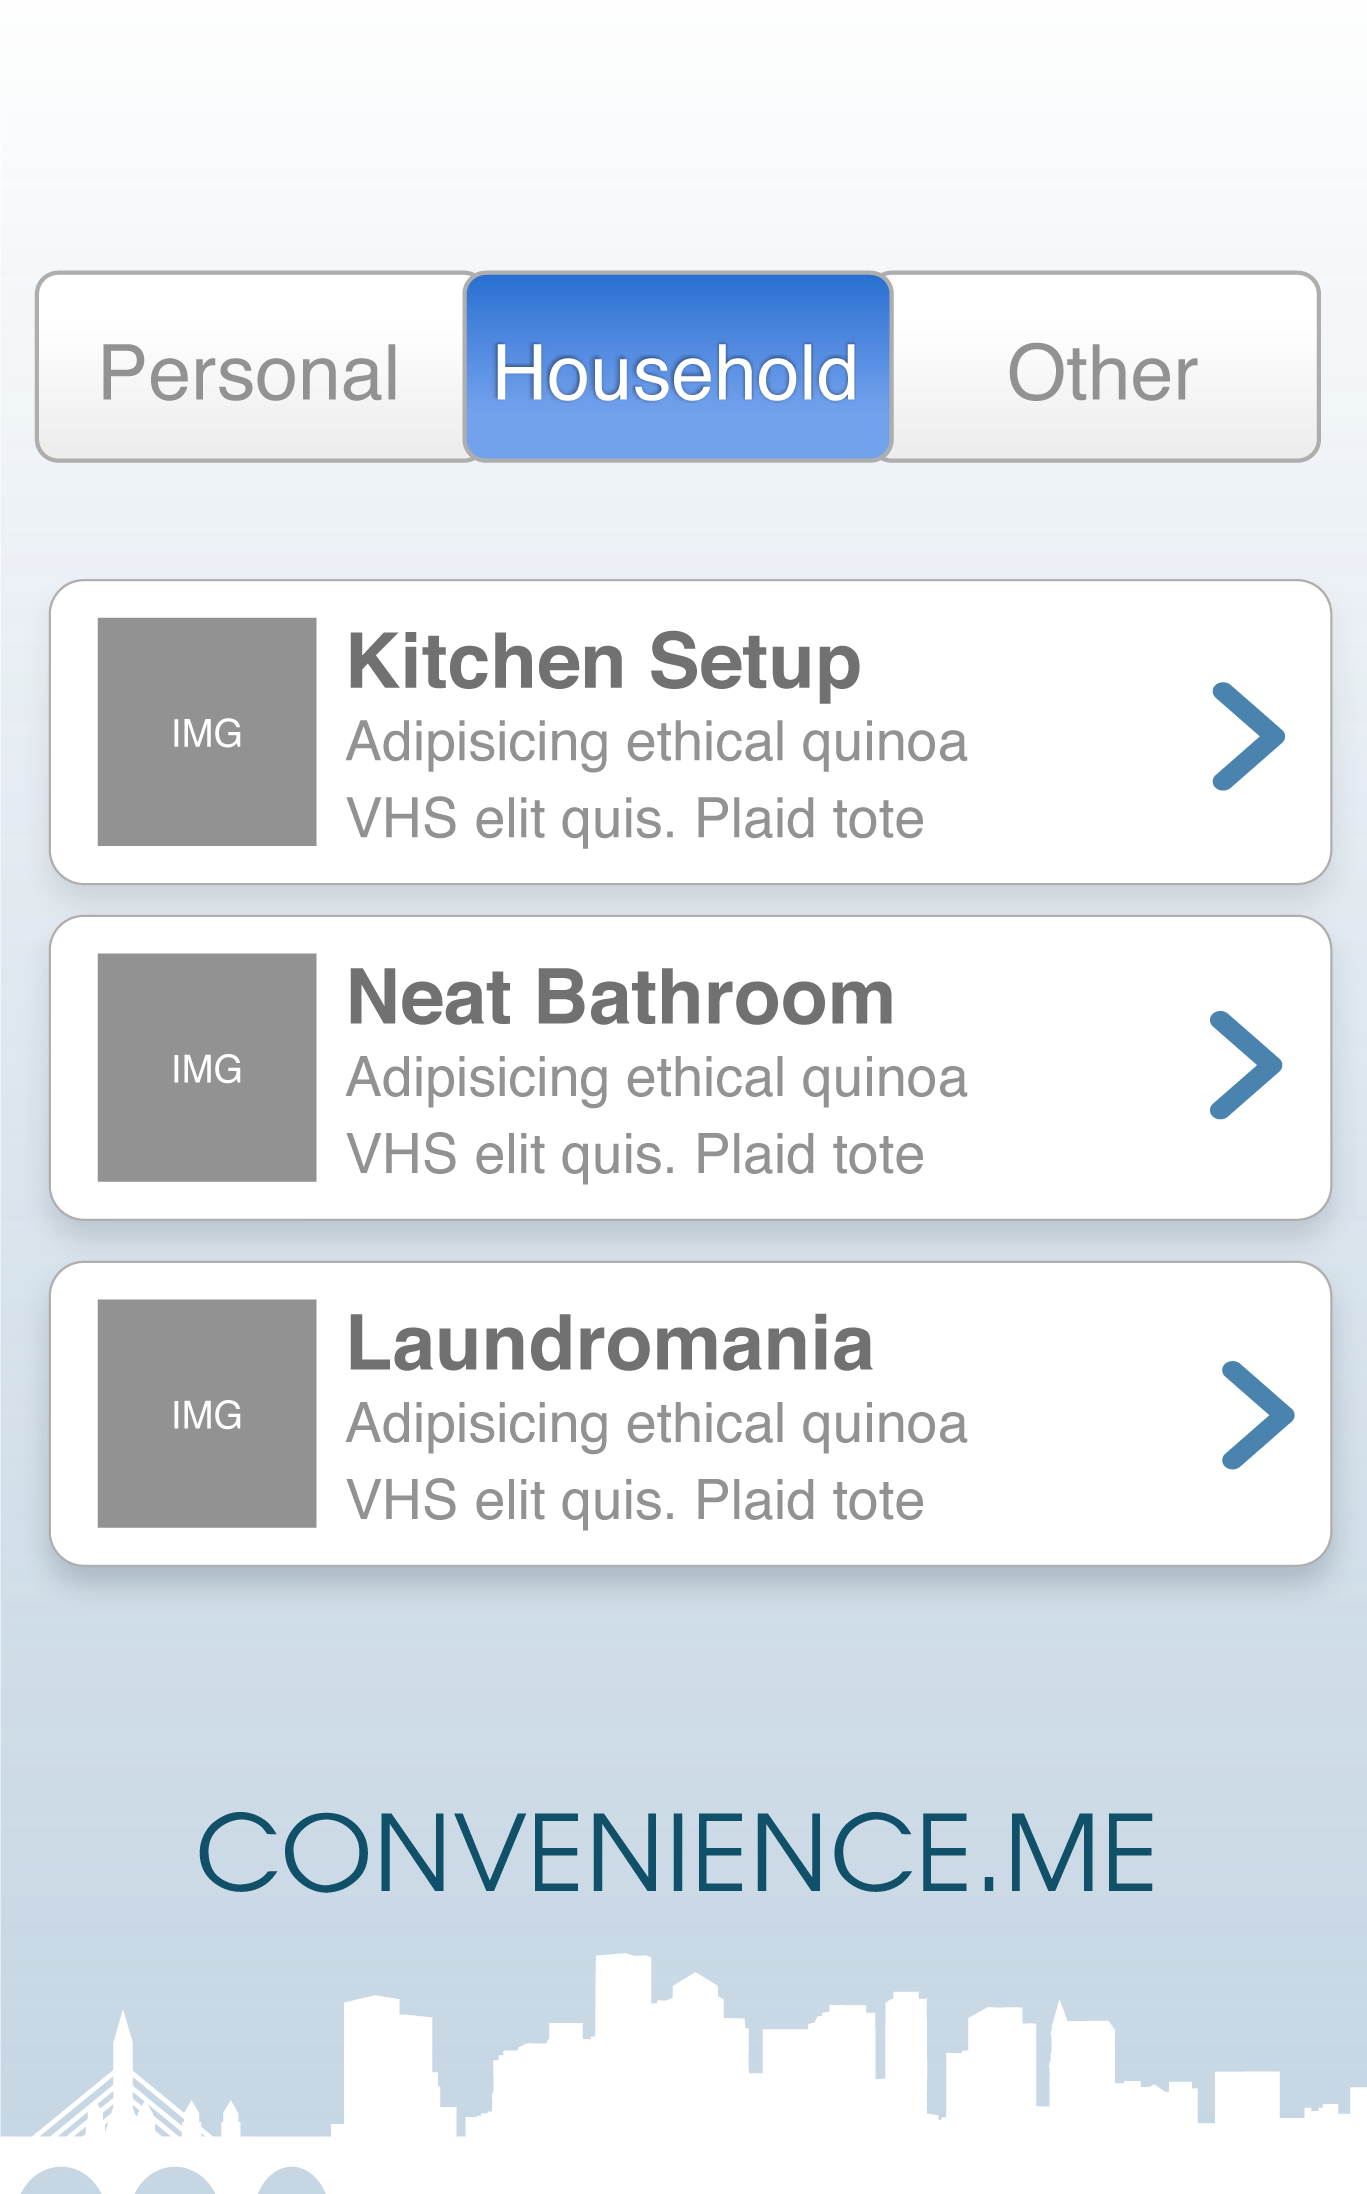 Personal Household Other
IMG
Kitchen Setup
Adipisicing ethical quinoa
VHS elit quis. Plaid tote
IMG
Neat Bathroom
Adipisicing ethical quinoa
VHS elit quis. Plaid tote
IMG
Laundromania
Adipisicing ethical quinoa
VHS elit quis. Plaid tote
CONVENIENCE.ME